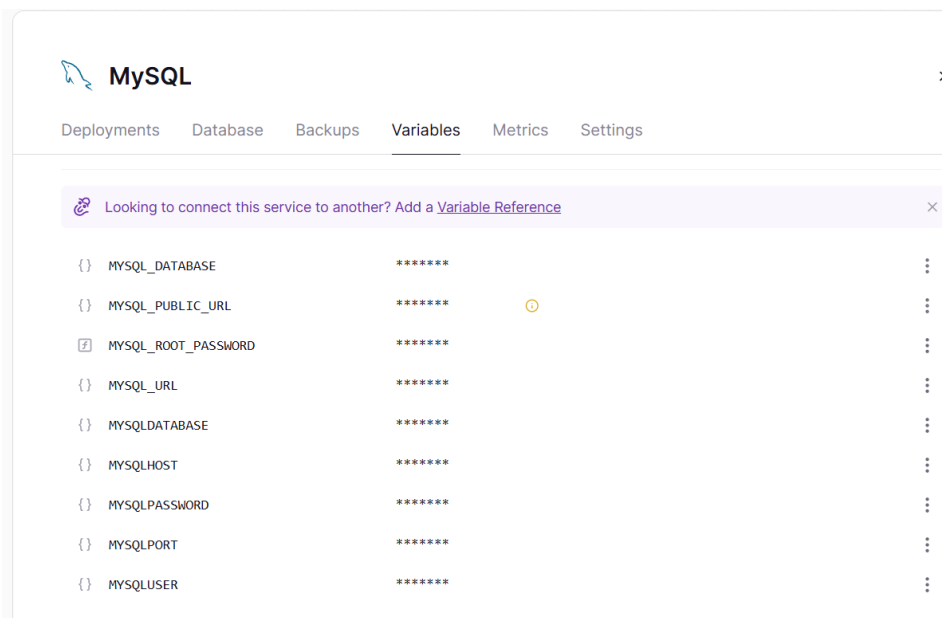 MySQL
Deployments Database Backups Variables Metrics Settings
Looking to connect this service to another? Add a Variable Reference
{} MYSQL_DATABASE *******
{} MYSQL_PUBLIC_URL *******
f MYSQL_ROOT_PASSWORD *******
{} MYSQL_URL *******
{} MYSQLDATABASE *******
{} MYSQLHOST *******
{} MYSQLPASSWORD *******
{} MYSQLPORT *******
{} MYSQLUSER *******